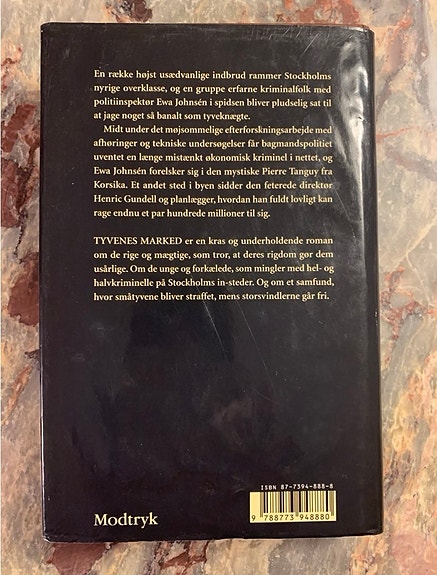 En række højst usædvanlige indbrud rammer Stockholms
nyrige overklasse, og en gruppe erfarne kriminalfolk med
politiinspektør Ewa Johnsén i spidsen bliver pludselig sat til
at jage noget så banalt som tyveknægte.
Midt under det møjsommelige efterforskningsarbejde med
afhøringer og tekniske undersøgelser får bagmandspolitiet
uventet en længe mistænkt økonomisk kriminel i nettet, og
Ewa Johnsén forelsker sig i den mystiske Pierre Tanguy fra
Korsika. Et andet sted i byen sidder den feterede direktør
Henric Gundell og planlægger, hvordan han fuldt lovligt kan
rage endnu et par hundrede millioner til sig.
TYVENES MARKED er en kras og underholdende roman
om de rige og mægtige, som tror, at deres rigdom gør dem
usårlige. Om de unge og forkælede, som mingler med hel- og
halvkriminelle på Stockholms in-steder. Og om et samfund,
hvor småtyvene bliver straffet, mens storsvindlerne går fri.
ISBN 87-7394-888-8
9 788773 948880
Modtryk